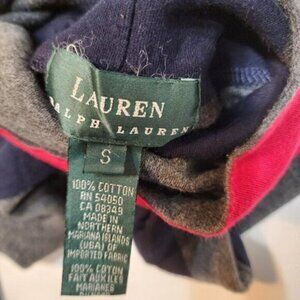 LAUREN
RALPH LAUREN
S
100% COTTON
RN 54050
CA 08349
MADE IN
NORTHERN
MARIANA ISLANDS
(USA) OF
IMPORTED FABRIC
100% COTON
FAIT AUX ILES
MARIANES